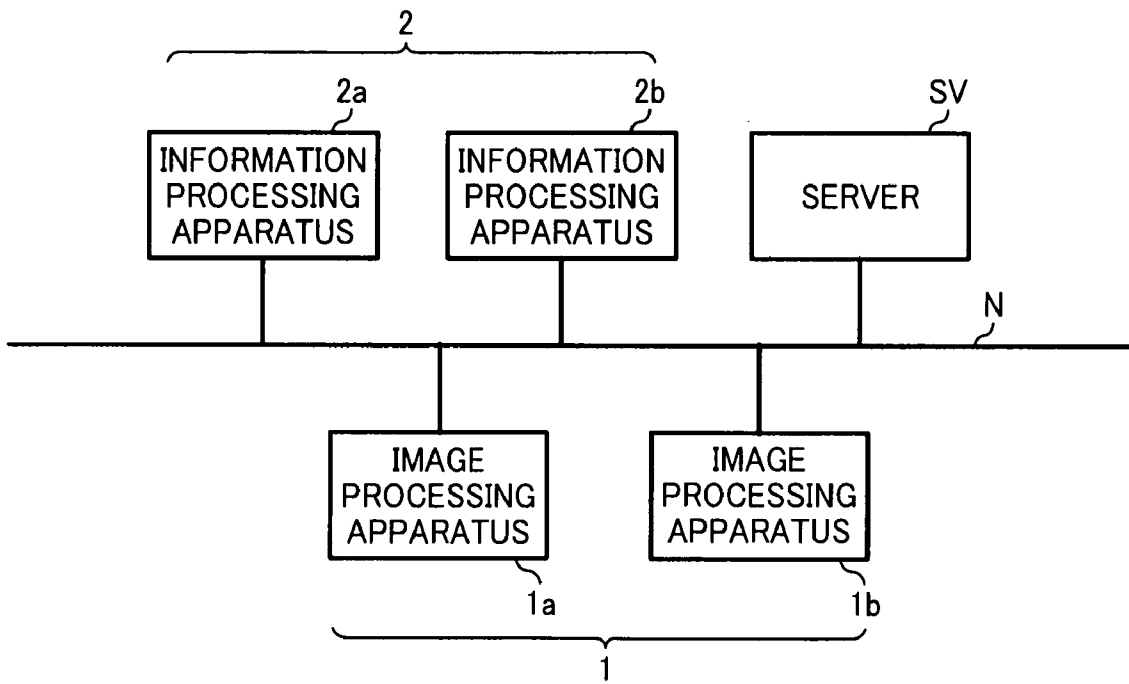 2
2a
2b
SV
INFORMATION
PROCESSING
APPARATUS
INFORMATION
PROCESSING
APPARATUS
SERVER
N
IMAGE
PROCESSING
APPARATUS
IMAGE
PROCESSING
APPARATUS
1a
1b
1